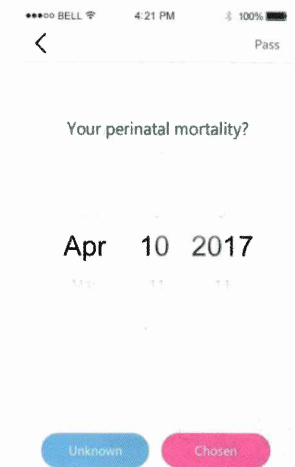 BELL 4:21 PM 100%
Pass
Your perinatal mortality?
Apr 10 2017
Unknown Chosen